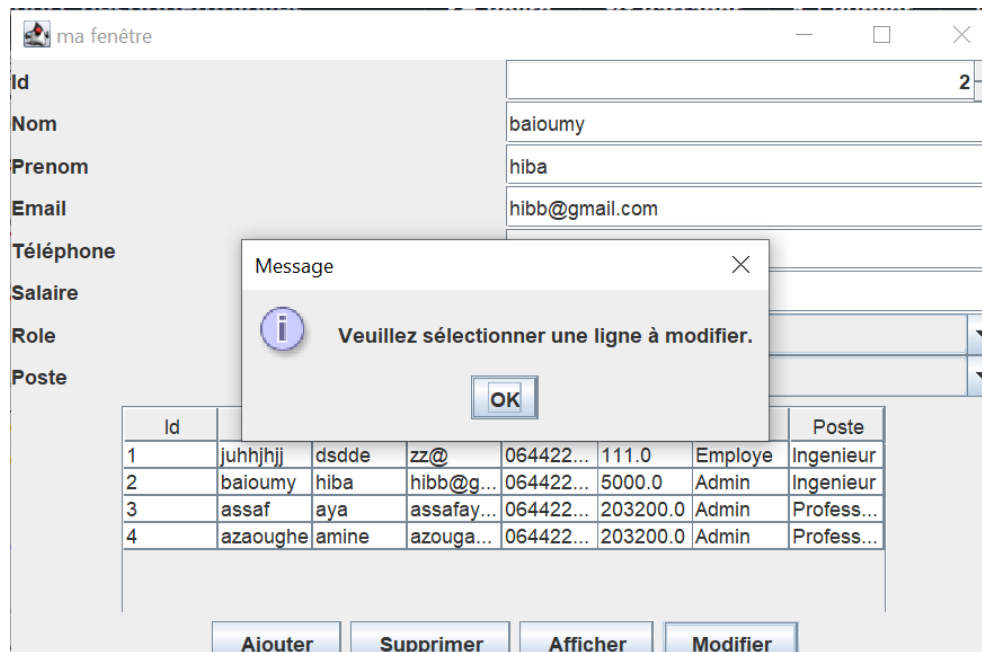 ma fenêtre
Id
2
Nom
baioumy
Prenom
hiba
Email
hibb@gmail.com
Téléphone
Salaire
Role
Poste
Message
Veuillez sélectionner une ligne à modifier.
OK
Id Poste
1 juhhjhjj dsdde zz@ 064422... 111.0 Employe Ingenieur
2 baioumy hiba hibb@g... 064422... 5000.0 Admin Ingenieur
3 assaf aya assafay... 064422... 203200.0 Admin Profess...
4 azaoughe amine azouga... 064422... 203200.0 Admin Profess...
Ajouter Supprimer Afficher Modifier